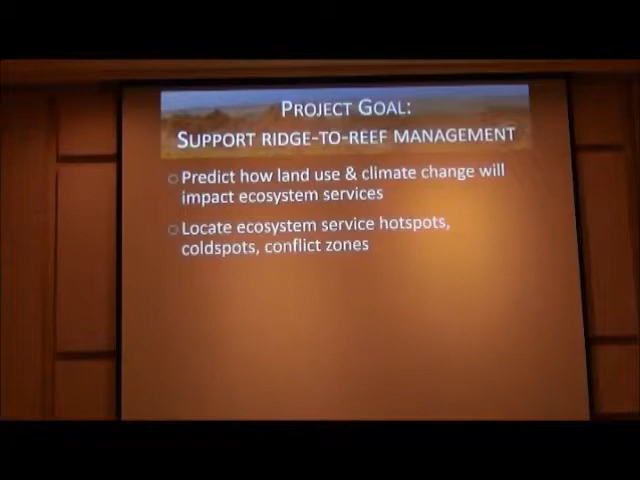 PROJECT GOAL:
SUPPORT RIDGE-TO-REEF MANAGEMENT
Predict how land use & climate change will
impact ecosystem services
Locate ecosystem service hotspots,
coldspots, conflict zones